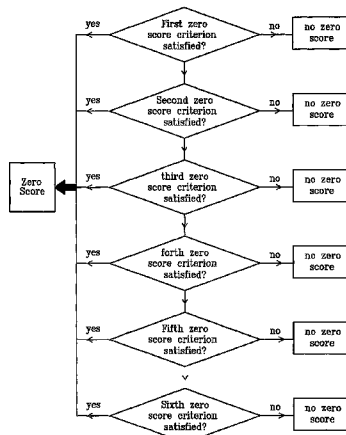 yes
First zero
score criterion
satisfied?
no
no zero
score
yes
Second zero
score criterion
satisfied?
no
no zero
score
Zero
Score
yes
third zero
score criterion
satisfied?
no
no zero
score
yes
forth zero
score criterion
satisfied?
no
no zero
score
yes
Fifth zero
score criterion
satisfied?
no
no zero
score
yes
Sixth zero
score criterion
satisfied?
no
no zero
score